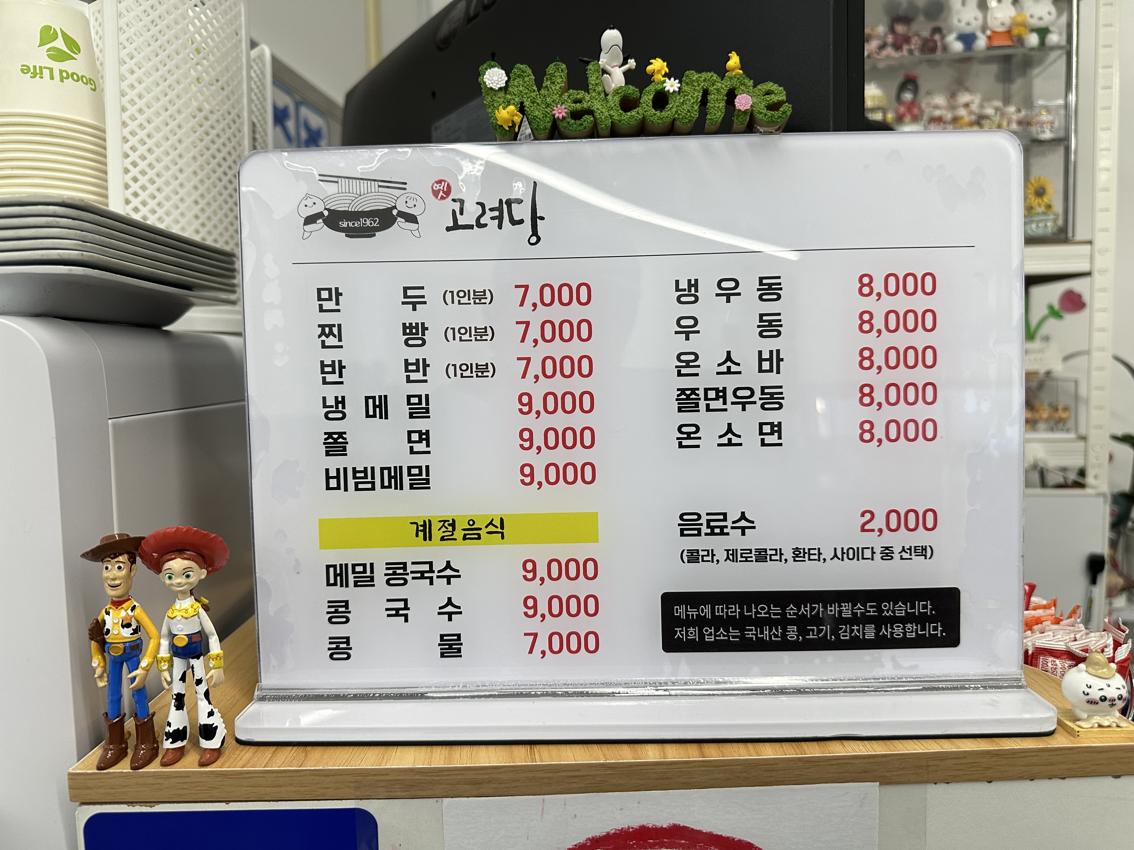 Good Life
Welcome
since1962
옛 고려당
만두 (1인분) 7,000
찐빵 (1인분) 7,000
반반 (1인분) 7,000
냉메밀 9,000
쫄면 9,000
비빔메밀 9,000
계절음식
메밀 콩국수 9,000
콩국수 9,000
콩물 7,000
냉우동 8,000
우동 8,000
온소바 8,000
쫄면우동 8,000
온소면 8,000
음료수 2,000
(콜라, 제로콜라, 환타, 사이다 중 선택)
메뉴에 따라 나오는 순서가 바뀔수도 있습니다.
저희 업소는 국내산 콩, 고기, 김치를 사용합니다.